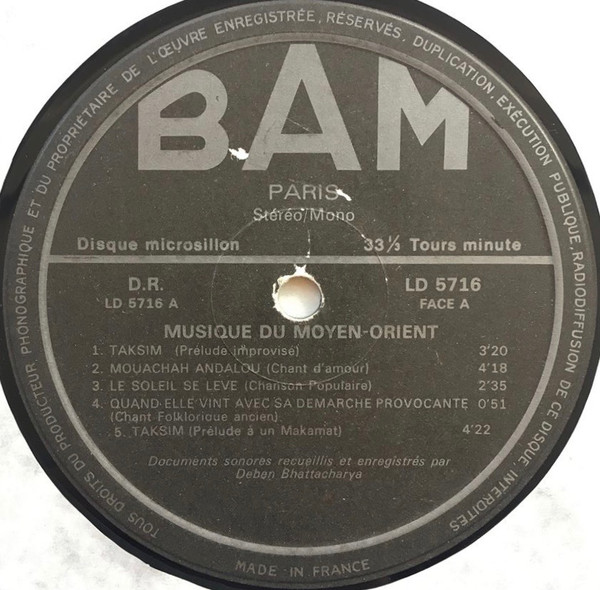 TOUS DROITS DU PRODUCTEUR PHONOGRAPHIQUE ET DU PROPRIÉTAIRE DE L'ŒUVRE ENREGISTRÉE, RÉSERVÉS, DUPLICATION, EXÉCUTION PUBLIQUE, RADIODIFFUSION DE CE DISQUE INTERDITES
BAM
PARIS
Stéréo/Mono
Disque microsillon 33⅓ Tours minute
D.R. LD 5716
LD 5716 A FACE A
MUSIQUE DU MOYEN-ORIENT
1. TAKSIM (Prélude improvisé) 3'20
2. MOUACHAH ANDALOU (Chant d'amour) 4'18
3. LE SOLEIL SE LEVE (Chanson Populaire) 2'35
4. QUAND ELLE VINT AVEC SA DEMARCHE PROVOCANTE 0'51
(Chant Folklorique ancien)
5. TAKSIM (Prélude à un Makamat) 4'22
Documents sonores recueillis et enregistrés par
Deben Bhattacharya
MADE IN FRANCE